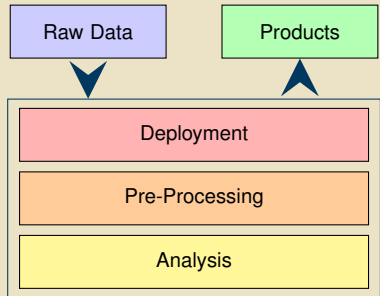 Raw Data
Products
Deployment
Pre-Processing
Analysis